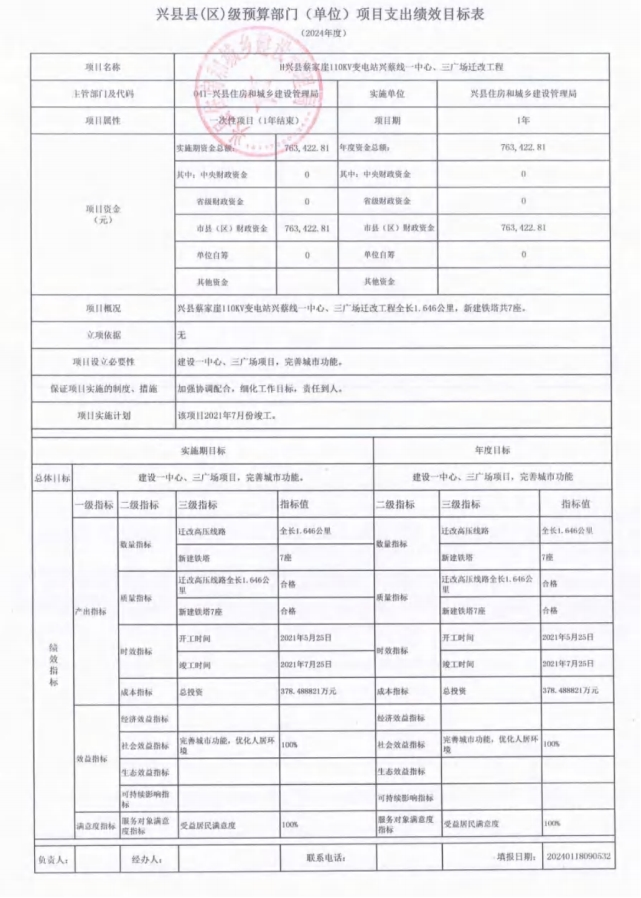 兴县县(区)级预算部门（单位）项目支出绩效目标表
（2024年度）
项目名称 H兴县蔡家崖110KV变电站兴蔡线一中心、三广场迁改工程
主管部门及代码 041-兴县住房和城乡建设管理局 实施单位 兴县住房和城乡建设管理局
项目属性 一次性项目（1年结束） 项目期 1年
项目资金（元） 实施期资金总额: 763,422.81 年度资金总额: 763,422.81
其中: 中央财政资金 0 其中: 中央财政资金 0
省级财政资金 0 省级财政资金 0
市县（区）财政资金 763,422.81 市县（区）财政资金 763,422.81
单位自筹 0 单位自筹 0
其他资金 其他资金
项目概况 兴县蔡家崖110KV变电站兴蔡线一中心、三广场迁改工程全长1.646公里，新建铁塔共7座。
立项依据 无
项目设立必要性 建设一中心、三广场项目，完善城市功能。
保证项目实施的制度、措施 加强协调配合，细化工作目标，责任到人。
项目实施计划 该项目2021年7月份竣工。
实施期目标 年度目标
总体目标 建设一中心、三广场项目，完善城市功能。 建设一中心、三广场项目，完善城市功能
绩效指标 一级指标 二级指标 三级指标 指标值 二级指标 三级指标 指标值
产出指标 数量指标 迁改高压线路 全长1.646公里 数量指标 迁改高压线路 全长1.646公里
新建铁塔 7座 新建铁塔 7座
质量指标 迁改高压线路全长1.646公里 合格 质量指标 迁改高压线路全长1.646公里 合格
新建铁塔7座 合格 新建铁塔7座 合格
时效指标 开工时间 2021年5月25日 时效指标 开工时间 2021年5月25日
竣工时间 2021年7月25日 竣工时间 2021年7月25日
成本指标 总投资 378.488821万元 成本指标 总投资 378.488821万元
效益指标 经济效益指标 经济效益指标
社会效益指标 完善城市功能，优化人居环境 100% 社会效益指标 完善城市功能，优化人居环境 100%
生态效益指标 生态效益指标
可持续影响指标 可持续影响指标
满意度指标 服务对象满意度指标 受益居民满意度 100% 服务对象满意度指标 受益居民满意度 100%
负责人: 经办人: 联系电话: 填报日期: 20240118090532